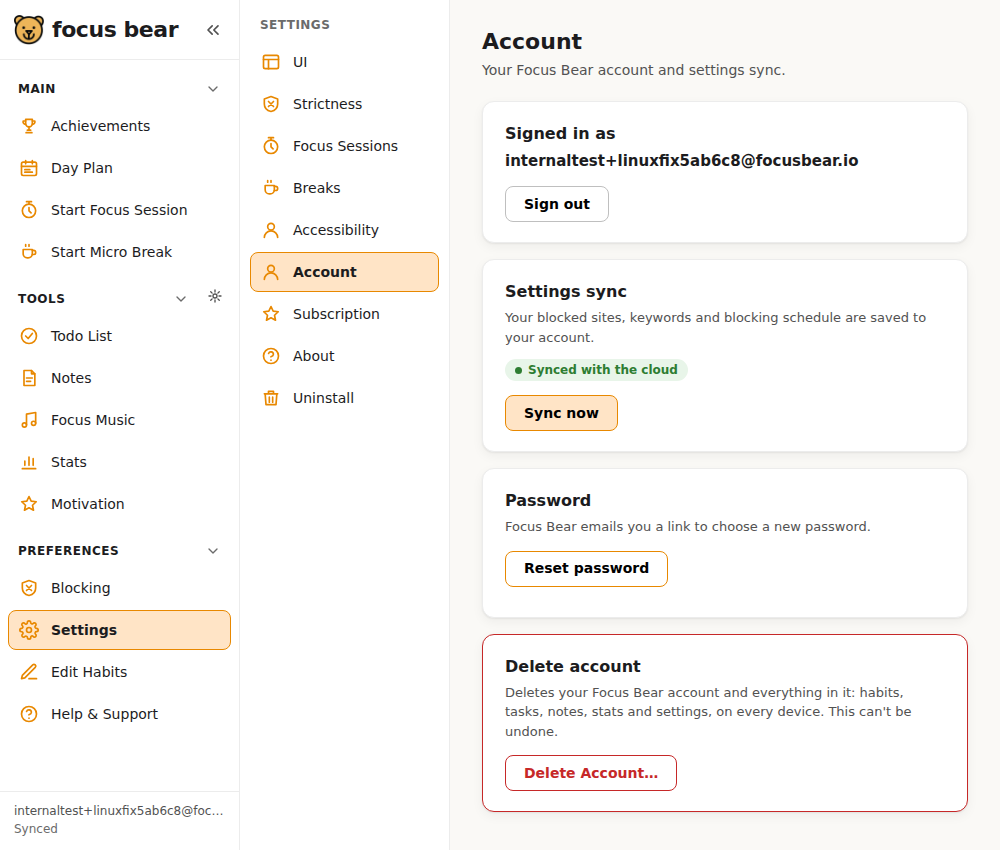 focus bear
MAIN
Achievements
Day Plan
Start Focus Session
Start Micro Break
TOOLS
Todo List
Notes
Focus Music
Stats
Motivation
PREFERENCES
Blocking
Settings
Edit Habits
Help & Support
internaltest+linuxfix5ab6c8@foc...
Synced
SETTINGS
UI
Strictness
Focus Sessions
Breaks
Accessibility
Account
Subscription
About
Uninstall
Account
Your Focus Bear account and settings sync.
Signed in as
internaltest+linuxfix5ab6c8@focusbear.io
Sign out
Settings sync
Your blocked sites, keywords and blocking schedule are saved to
your account.
Synced with the cloud
Sync now
Password
Focus Bear emails you a link to choose a new password.
Reset password
Delete account
Deletes your Focus Bear account and everything in it: habits,
tasks, notes, stats and settings, on every device. This can't be
undone.
Delete Account...